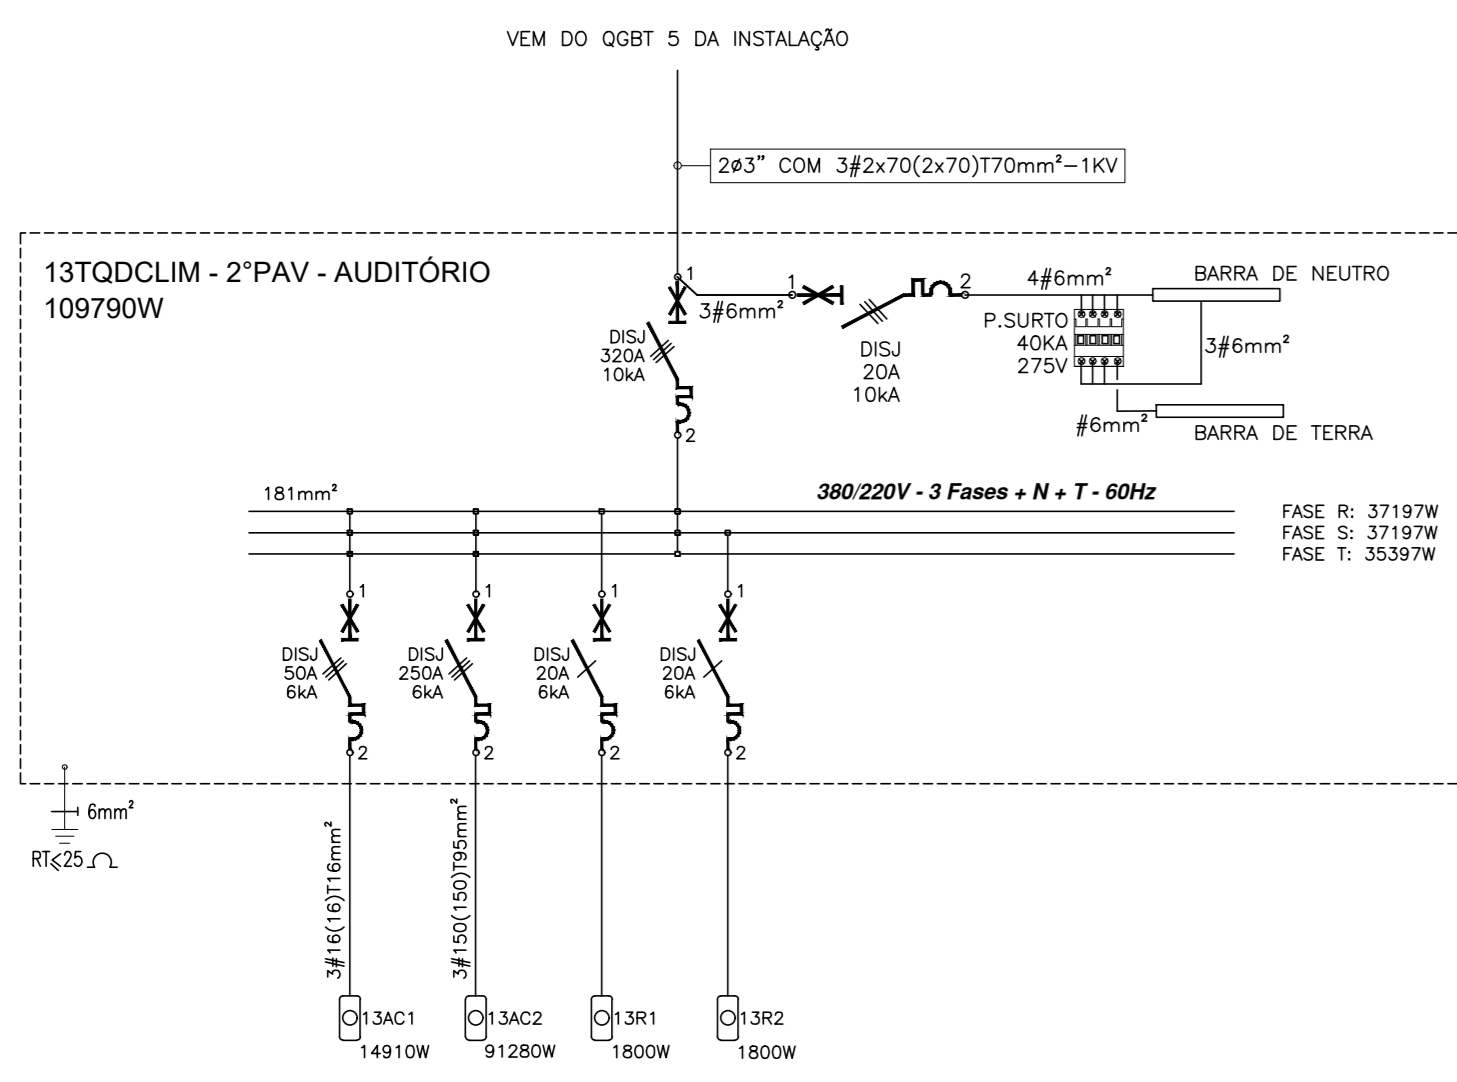 VEM DO QGBT 5 DA INSTALAÇÃO
2ø3" COM 3#2x70(2x70)T70mm²-1KV
13TQDCLIM - 2°PAV - AUDITÓRIO
109790W
1
3#6mm²
1
2
4#6mm²
BARRA DE NEUTRO
DISJ
320A
10kA
2
DISJ
20A
10kA
P.SURTO
40KA
275V
3#6mm²
#6mm²
BARRA DE TERRA
181mm²
380/220V - 3 Fases + N + T - 60Hz
FASE R: 37197W
FASE S: 37197W
FASE T: 35397W
1
DISJ
50A
6kA
2
1
DISJ
250A
6kA
2
1
DISJ
20A
6kA
2
1
DISJ
20A
6kA
2
6mm²
RT⩽25 Ω
3#16(16)T16mm²
3#150(150)T95mm²
13AC1
14910W
13AC2
91280W
13R1
1800W
13R2
1800W